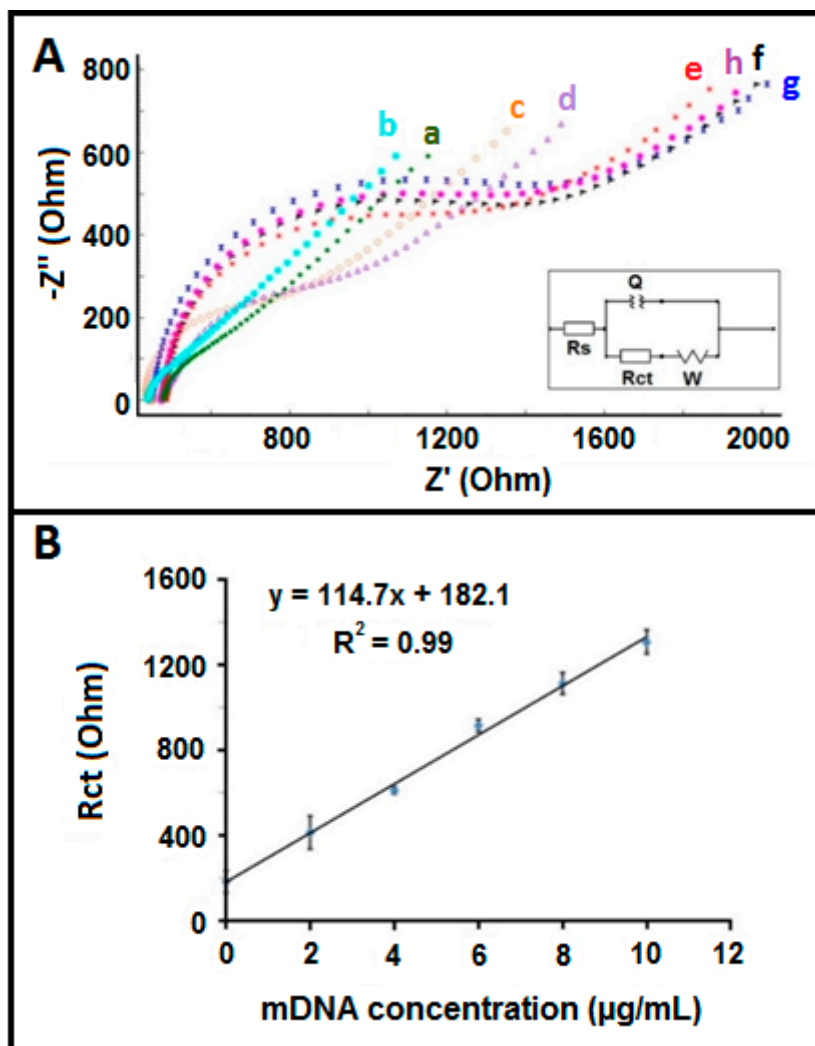 A
800
600
400
200
0
-Z" (Ohm)
b
a
c
d
e
h
f
g
Q
Rs
Rct
W
800
1200
1600
2000
Z' (Ohm)
B
1600
1200
800
400
0
Rct (Ohm)
y = 114.7x + 182.1
R² = 0.99
0 2 4 6 8 10 12
mDNA concentration (µg/mL)